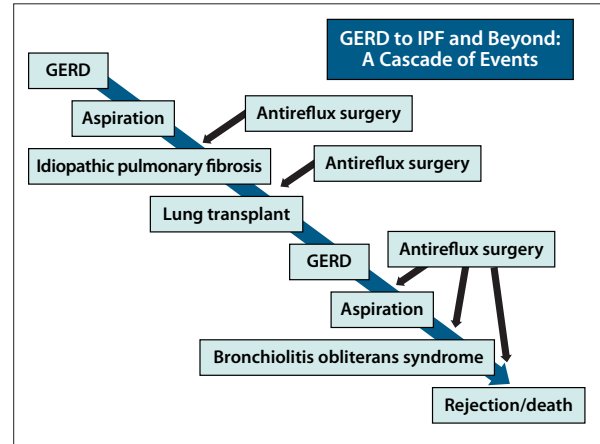 GERD to IPF and Beyond:
A Cascade of Events
GERD
Aspiration
Antireflux surgery
Idiopathic pulmonary fibrosis
Antireflux surgery
Lung transplant
GERD
Antireflux surgery
Aspiration
Bronchiolitis obliterans syndrome
Rejection/death